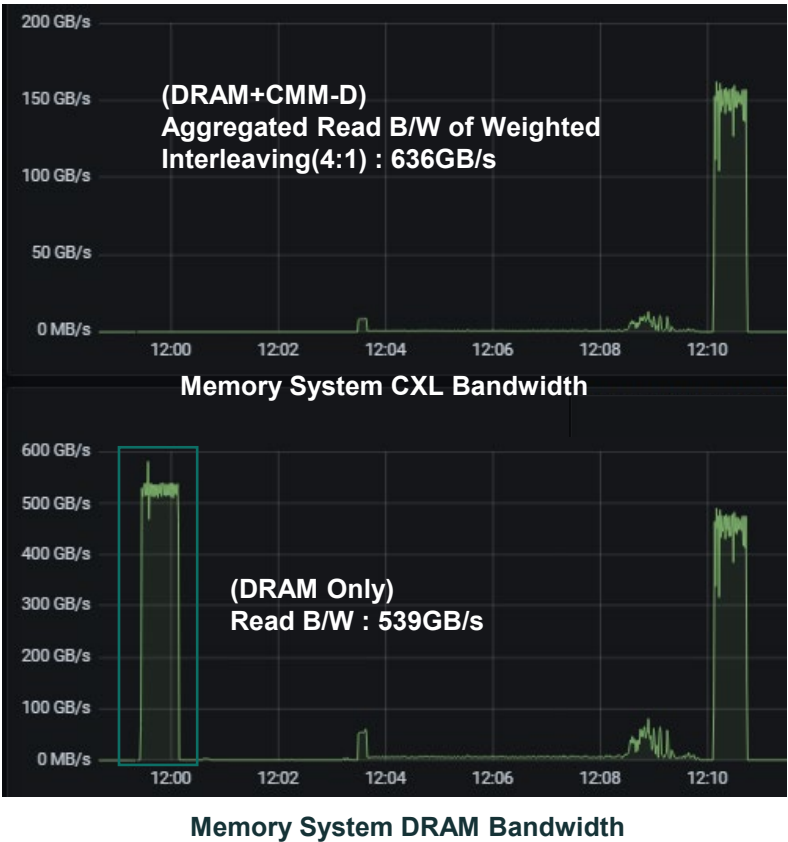 200 GB/s
150 GB/s
(DRAM+CMM-D)
Aggregated Read B/W of Weighted
Interleaving(4:1) : 636GB/s
100 GB/s
50 GB/s
0 MB/s
12:00 12:02 12:04 12:06 12:08 12:10
Memory System CXL Bandwidth
600 GB/s
500 GB/s
400 GB/s
(DRAM Only)
300 GB/s
Read B/W : 539GB/s
200 GB/s
100 GB/s
0 MB/s
12:00 12:02 12:04 12:06 12:08 12:10
Memory System DRAM Bandwidth